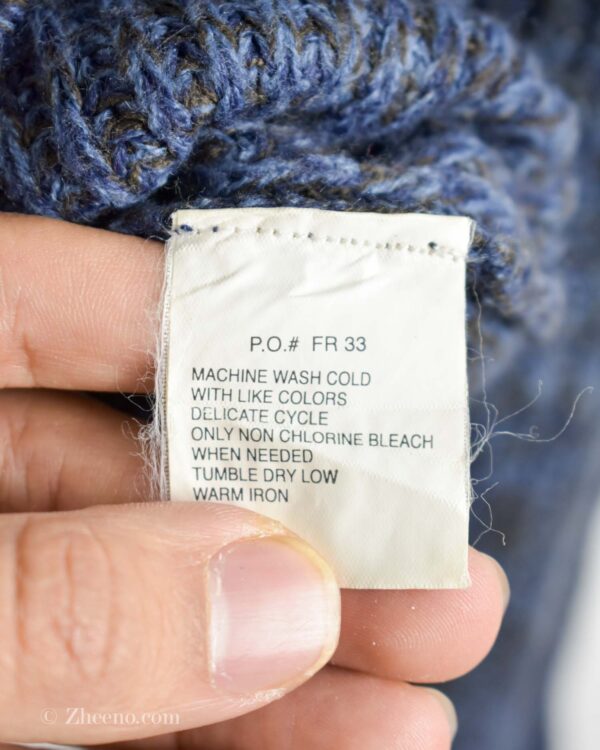 P.O.# FR 33
MACHINE WASH COLD
WITH LIKE COLORS
DELICATE CYCLE
ONLY NON CHLORINE BLEACH
WHEN NEEDED
TUMBLE DRY LOW
WARM IRON
© Zheeno.com